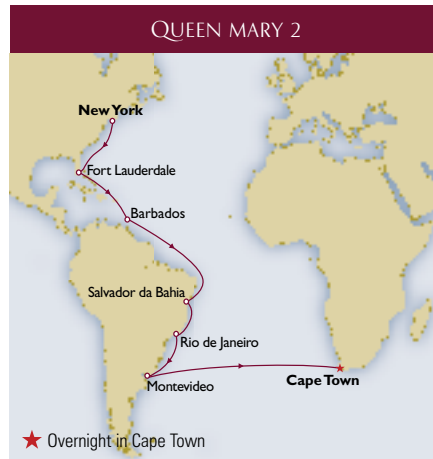 QUEEN MARY 2
New York
Fort Lauderdale
Barbados
Salvador da Bahia
Rio de Janeiro
Montevideo
Cape Town
★ Overnight in Cape Town